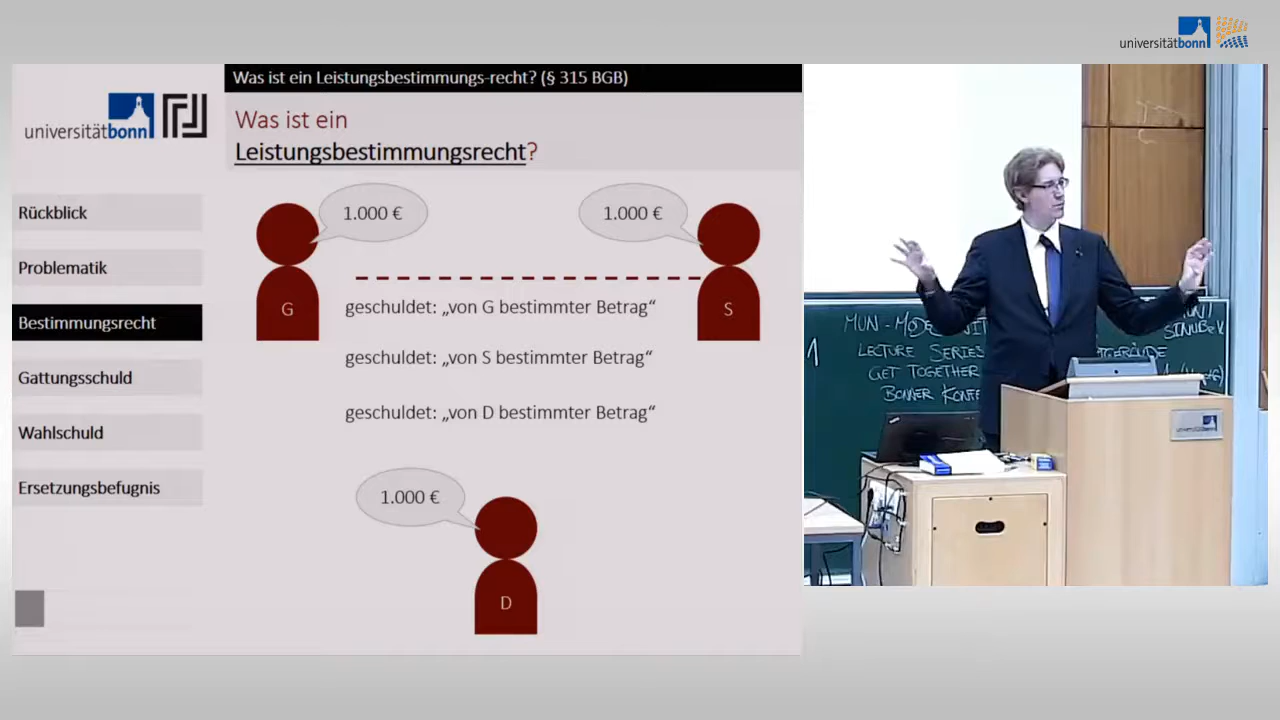 universitätbonn
Was ist ein Leistungsbestimmungs-recht? (§ 315 BGB)
universitätbonn
Was ist ein
Leistungsbestimmungsrecht?
Rückblick
Problematik
Bestimmungsrecht
Gattungsschuld
Wahlschuld
Ersetzungsbefugnis
1.000 €
1.000 €
G
S
geschuldet: „von G bestimmter Betrag“
geschuldet: „von S bestimmter Betrag“
geschuldet: „von D bestimmter Betrag“
1.000 €
D
LECTURE SERIES
GET TOGETHER
BONNER
universitätbonn